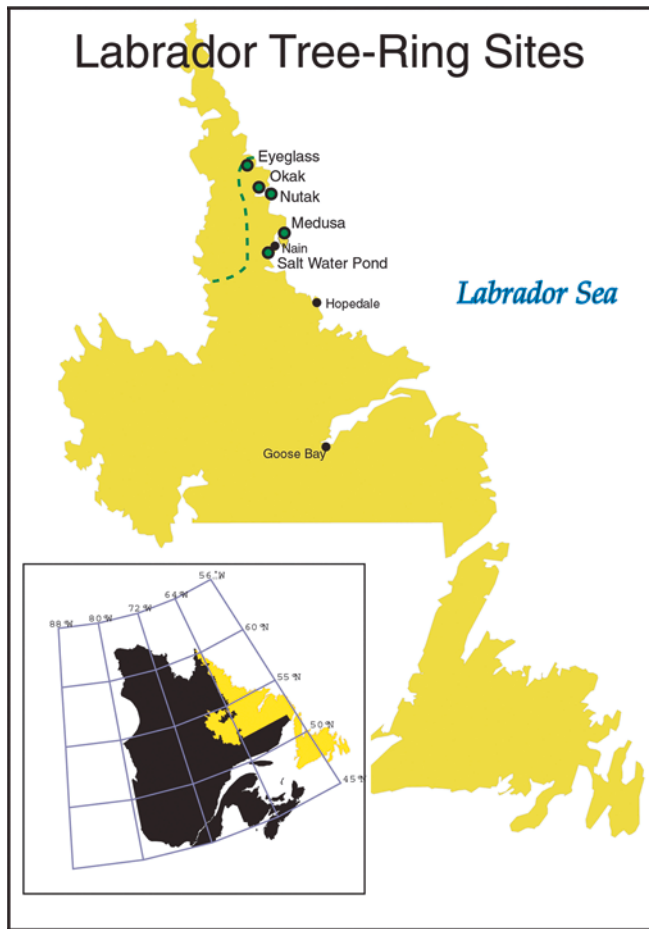 Labrador Tree-Ring Sites
Eyeglass
Okak
Nutak
Medusa
Nain
Salt Water Pond
Labrador Sea
Hopedale
Goose Bay
56°W
64°W
72°W
80°W
88°W
60°N
55°N
50°N
45°N